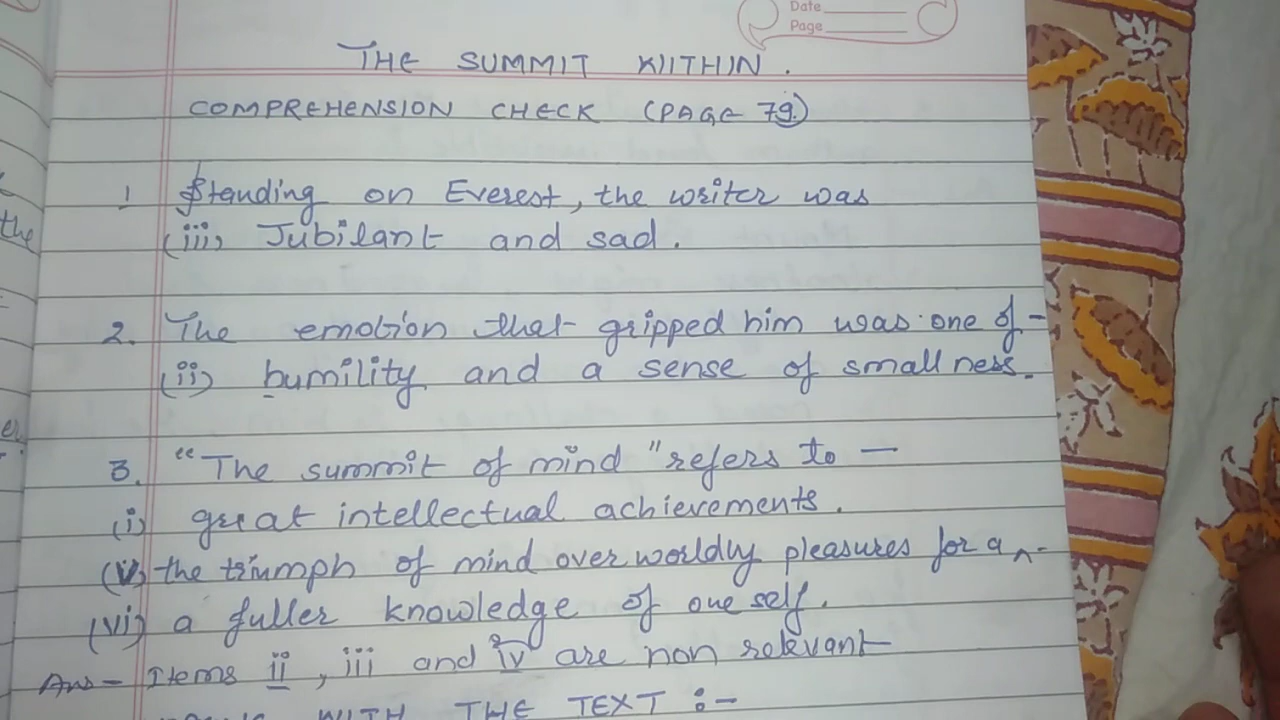 Date
Page
THE SUMMIT WITHIN.
COMPREHENSION CHECK (PAGE 79)
1 Standing on Everest, the writer was
(iii) Jubilant and sad.
2. The emotion that gripped him was one of -
(ii) humility and a sense of smallness.
the
3. "The summit of mind" refers to —
(i) great intellectual achievements.
(v) the triumph of mind over worldly pleasures for a
(vi) a fuller knowledge of oneself.
Ans - Items ii, iii and iv are non relevant
WITH THE TEXT :-